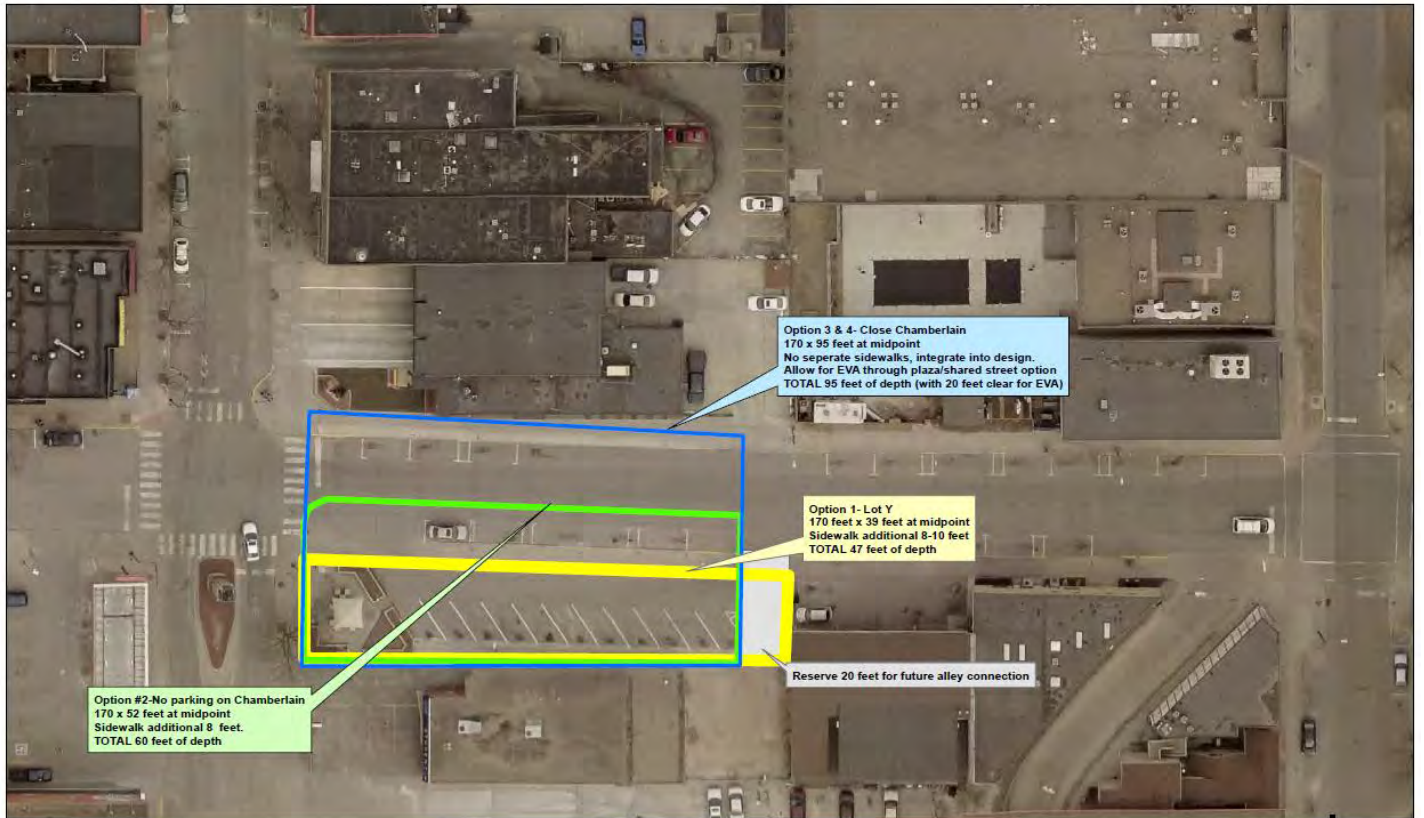 Option 3 & 4- Close Chamberlain
170 x 95 feet at midpoint
No seperate sidewalks, integrate into design.
Allow for EVA through plaza/shared street option
TOTAL 95 feet of depth (with 20 feet clear for EVA)
Option 1- Lot Y
170 feet x 39 feet at midpoint
Sidewalk additional 8-10 feet
TOTAL 47 feet of depth
Reserve 20 feet for future alley connection
Option #2-No parking on Chamberlain
170 x 52 feet at midpoint
Sidewalk additional 8 feet.
TOTAL 60 feet of depth